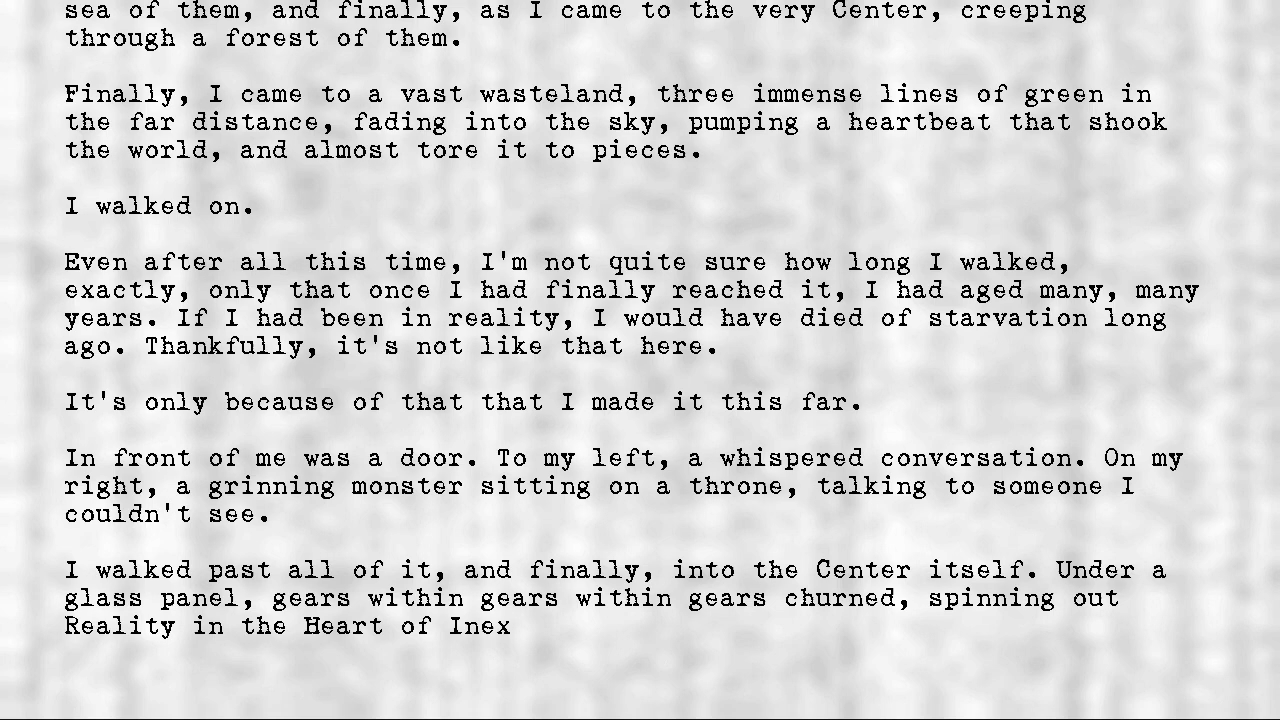 sea of them, and finally, as I came to the very Center, creeping
through a forest of them.
Finally, I came to a vast wasteland, three immense lines of green in
the far distance, fading into the sky, pumping a heartbeat that shook
the world, and almost tore it to pieces.
I walked on.
Even after all this time, I'm not quite sure how long I walked,
exactly, only that once I had finally reached it, I had aged many, many
years. If I had been in reality, I would have died of starvation long
ago. Thankfully, it's not like that here.
It's only because of that that I made it this far.
In front of me was a door. To my left, a whispered conversation. On my
right, a grinning monster sitting on a throne, talking to someone I
couldn't see.
I walked past all of it, and finally, into the Center itself. Under a
glass panel, gears within gears within gears churned, spinning out
Reality in the Heart of Inex